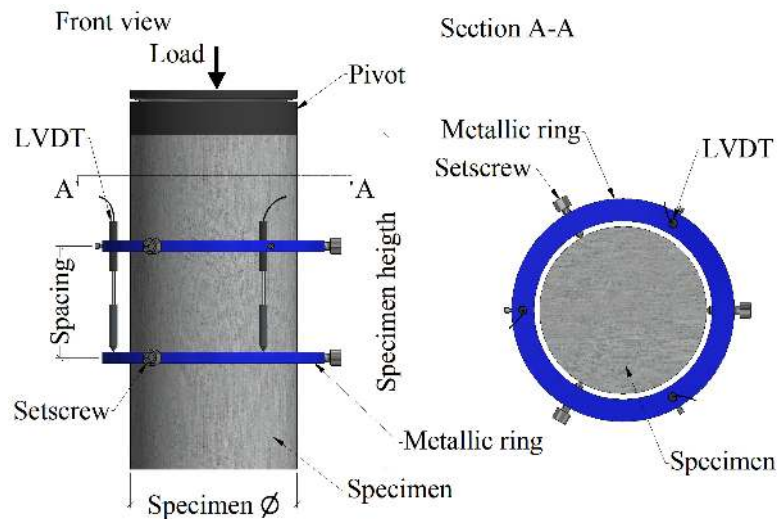 Front view
Load
Pivot
LVDT
A
A
Spacing
Specimen heigth
Setscrew
Metallic ring
Specimen
Specimen Ø
Section A-A
Metallic ring
LVDT
Setscrew
Specimen